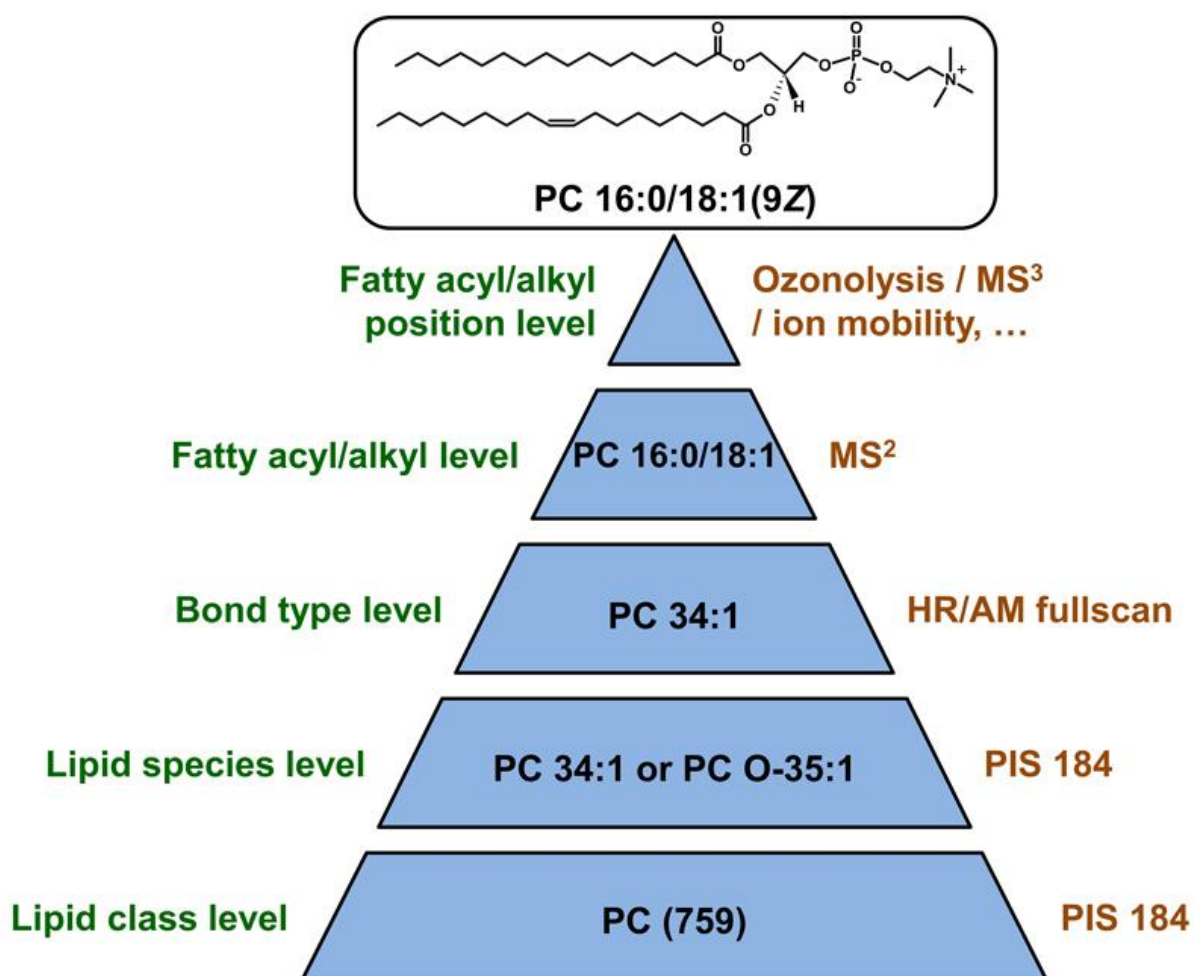 O
O
P
O
O
O
O⁻
N⁺
O
H
O
PC 16:0/18:1(9Z)
Fatty acyl/alkyl
position level
Ozonolysis / MS³
/ ion mobility, …
Fatty acyl/alkyl level
PC 16:0/18:1
MS²
Bond type level
PC 34:1
HR/AM fullscan
Lipid species level
PC 34:1 or PC O-35:1
PIS 184
Lipid class level
PC (759)
PIS 184